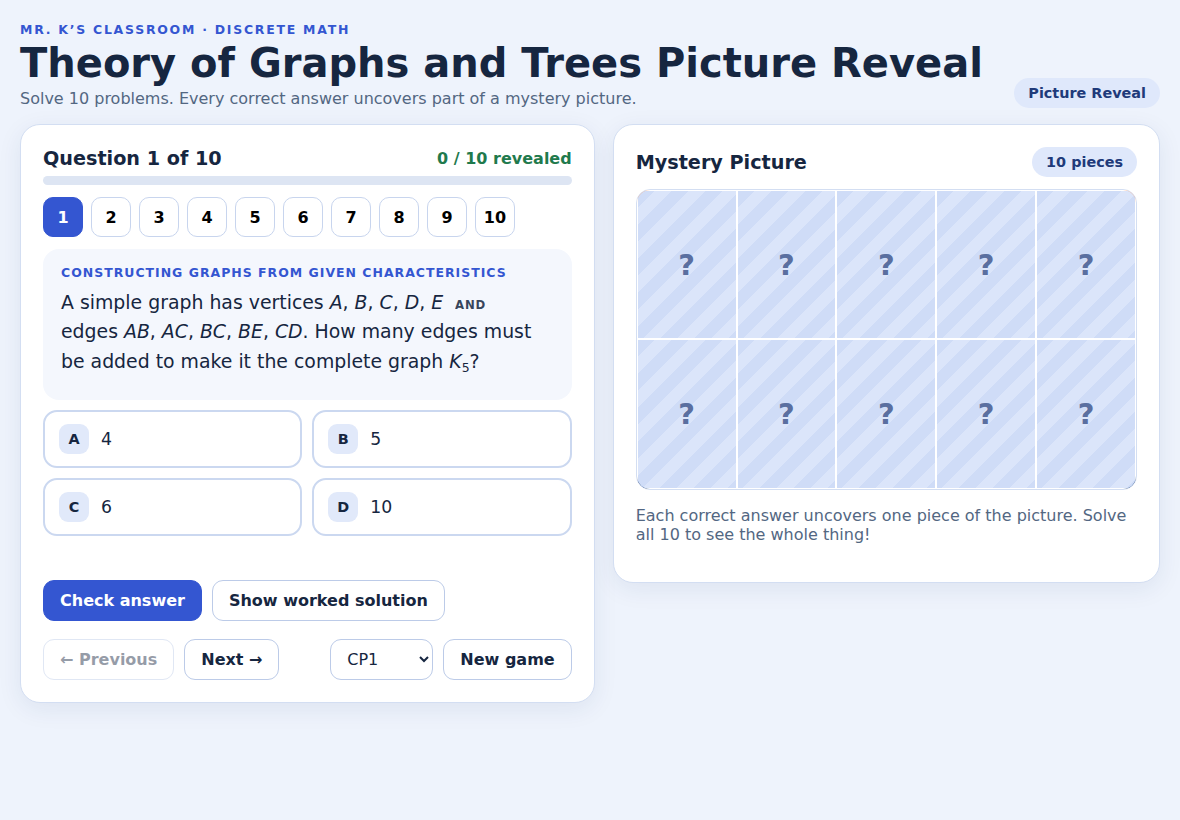 MR. K’S CLASSROOM · DISCRETE MATH
Theory of Graphs and Trees Picture Reveal
Solve 10 problems. Every correct answer uncovers part of a mystery picture.
Picture Reveal
Question 1 of 10
0 / 10 revealed
1 2 3 4 5 6 7 8 9 10
CONSTRUCTING GRAPHS FROM GIVEN CHARACTERISTICS
A simple graph has vertices A, B, C, D, E AND
edges AB, AC, BC, BE, CD. How many edges must
be added to make it the complete graph K5?
A 4
B 5
C 6
D 10
Check answer
Show worked solution
← Previous
Next →
CP1
New game
Mystery Picture
10 pieces
? ? ? ? ?
? ? ? ? ?
Each correct answer uncovers one piece of the picture. Solve
all 10 to see the whole thing!